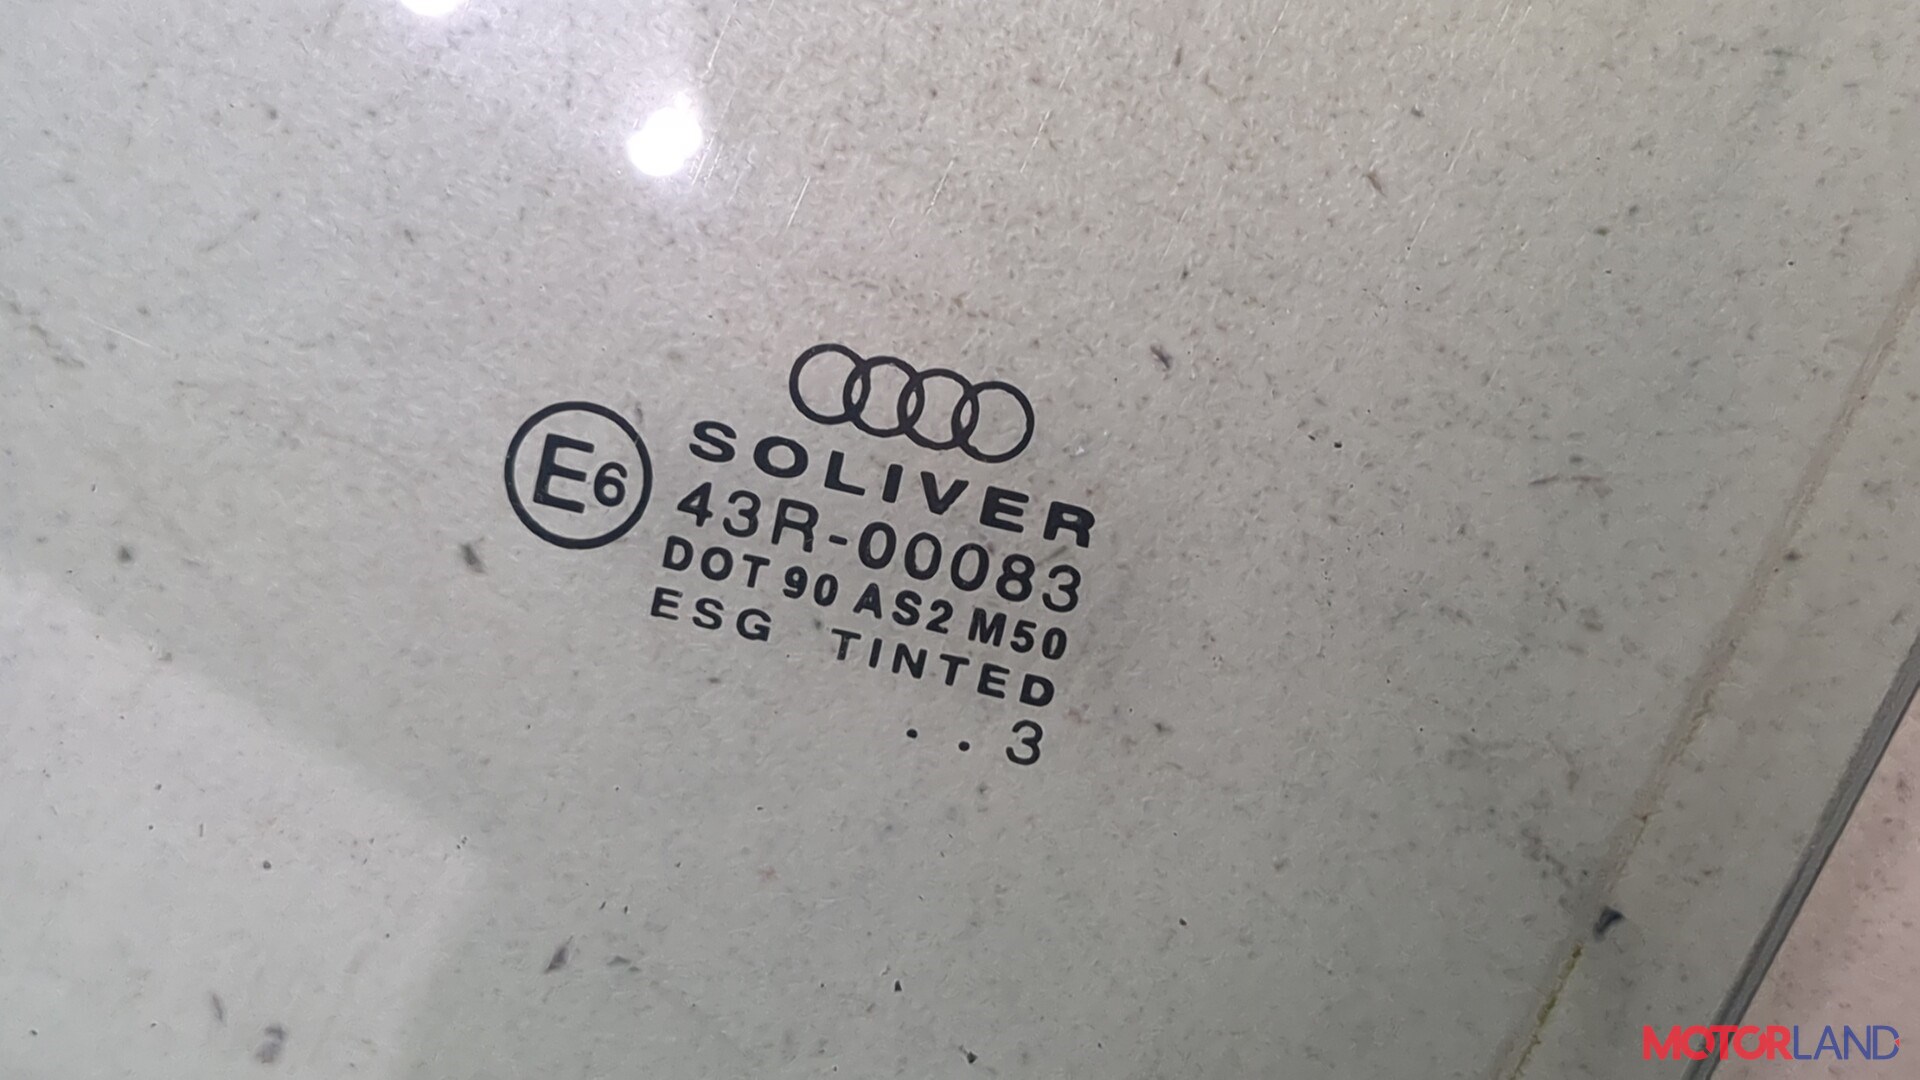 E6
SOLIVER
43R-00083
DOT 90 AS2 M50
ESG TINTED
. . 3
MOTORLAND